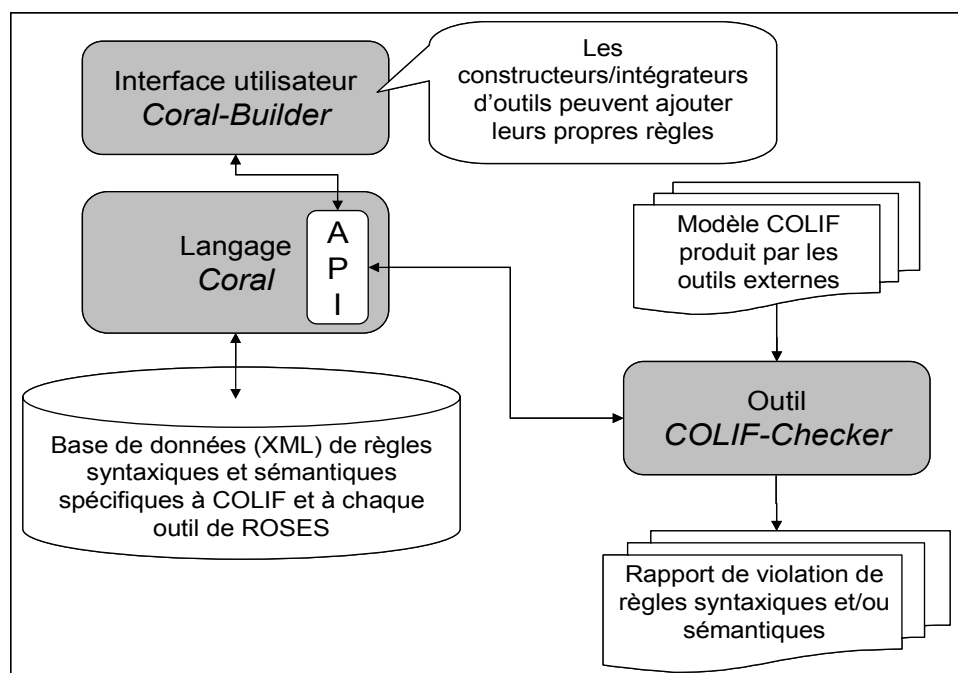 Interface utilisateur
Coral-Builder
Les
constructeurs/intégrateurs
d’outils peuvent ajouter
leurs propres règles
Langage
Coral
A
P
I
Modèle COLIF
produit par les
outils externes
Base de données (XML) de règles
syntaxiques et sémantiques
spécifiques à COLIF et à chaque
outil de ROSES
Outil
COLIF-Checker
Rapport de violation de
règles syntaxiques et/ou
sémantiques